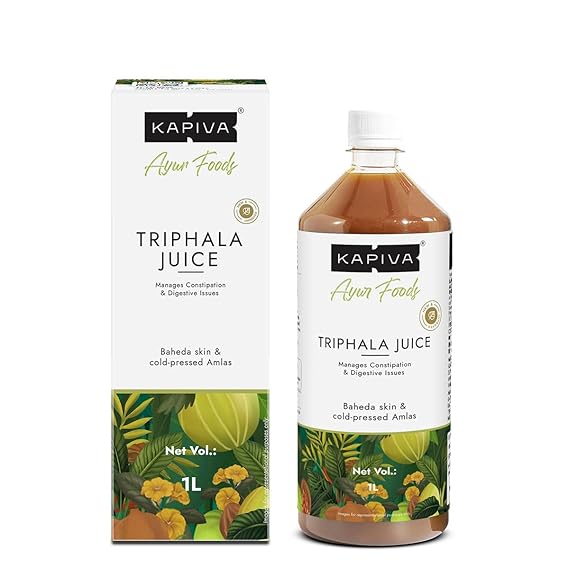 KAPIVA®
Ayur Foods
TRIPHALA
JUICE
Manages Constipation
& Digestive Issues
Baheda skin &
cold-pressed Amlas
Net Vol.:
1L
KAPIVA®
Ayur Foods
TRIPHALA JUICE
Manages Constipation
& Digestive Issues
Baheda skin &
cold-pressed Amlas
Net Vol.:
1L